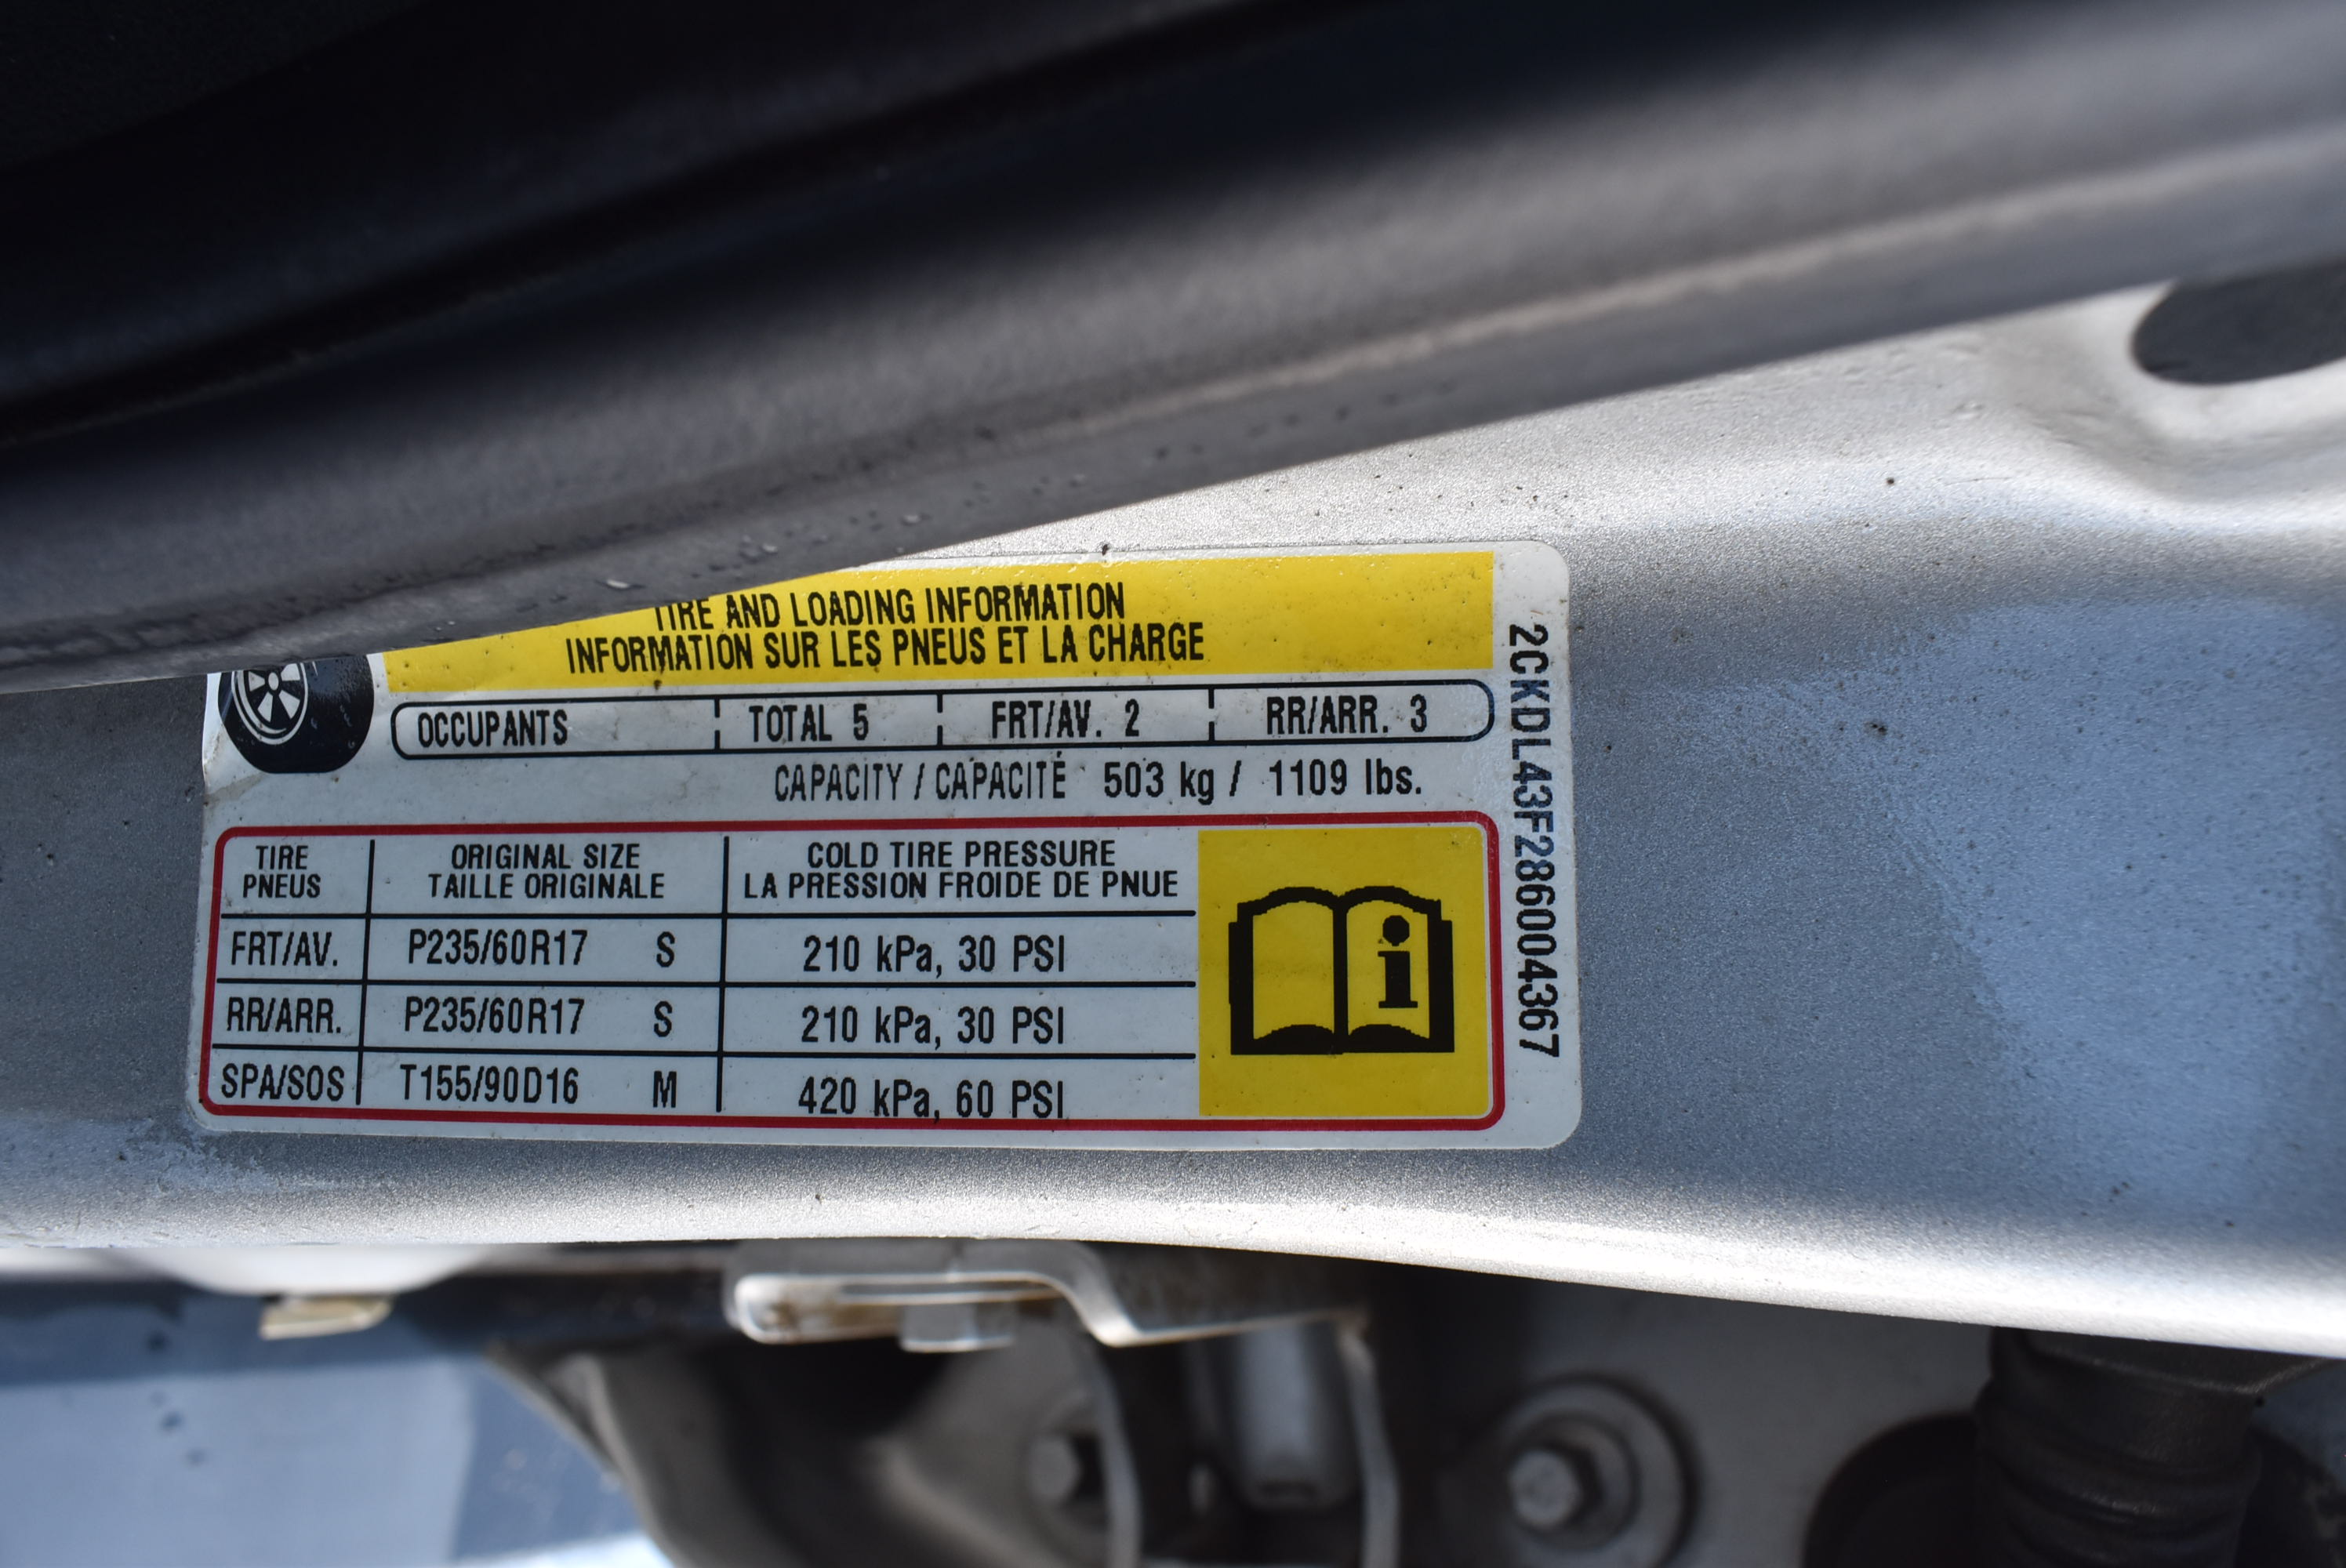 TIRE AND LOADING INFORMATION
INFORMATION SUR LES PNEUS ET LA CHARGE
OCCUPANTS TOTAL 5 FRT/AV. 2 RR/ARR. 3
CAPACITY / CAPACITÉ 503 kg / 1109 lbs.
TIRE ORIGINAL SIZE COLD TIRE PRESSURE
PNEUS TAILLE ORIGINALE LA PRESSION FROIDE DE PNUE
FRT/AV. P235/60R17 S 210 kPa, 30 PSI
RR/ARR. P235/60R17 S 210 kPa, 30 PSI
SPA/SOS T155/90D16 M 420 kPa, 60 PSI
i
2CKDL43F286004367